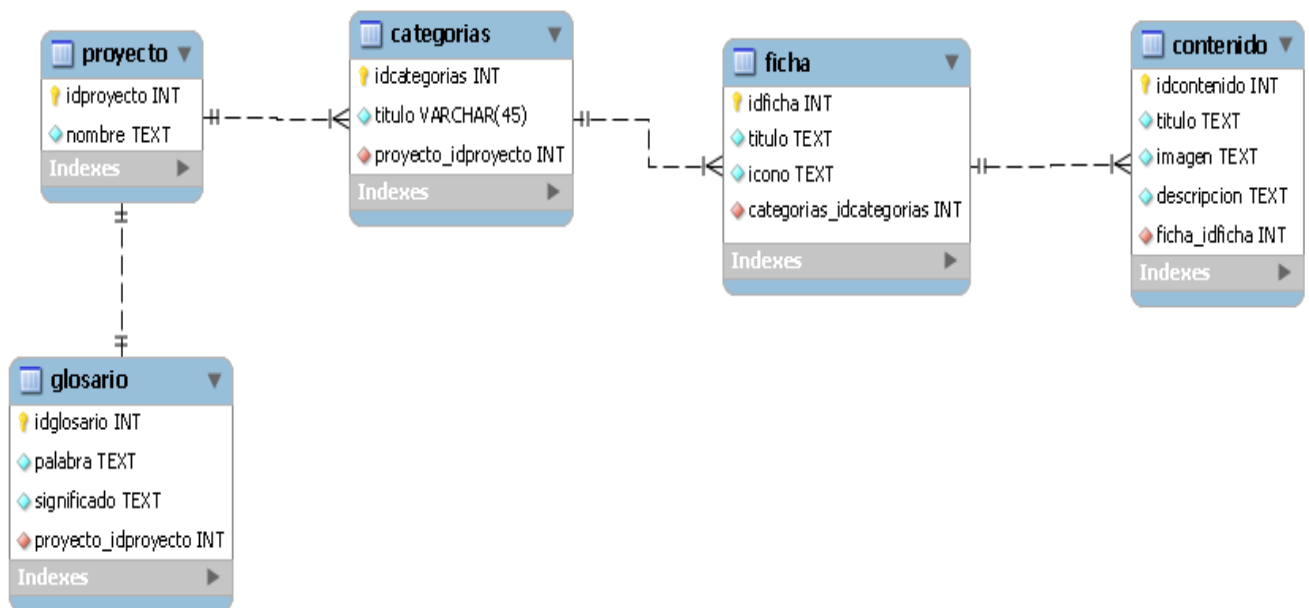 proyecto
idproyecto INT
nombre TEXT
Indexes
categorias
idcategorias INT
titulo VARCHAR(45)
proyecto_idproyecto INT
Indexes
ficha
idficha INT
titulo TEXT
icono TEXT
categorias_idcategorias INT
Indexes
contenido
idcontenido INT
titulo TEXT
imagen TEXT
descripcion TEXT
ficha_idficha INT
Indexes
glosario
idglosario INT
palabra TEXT
significado TEXT
proyecto_idproyecto INT
Indexes